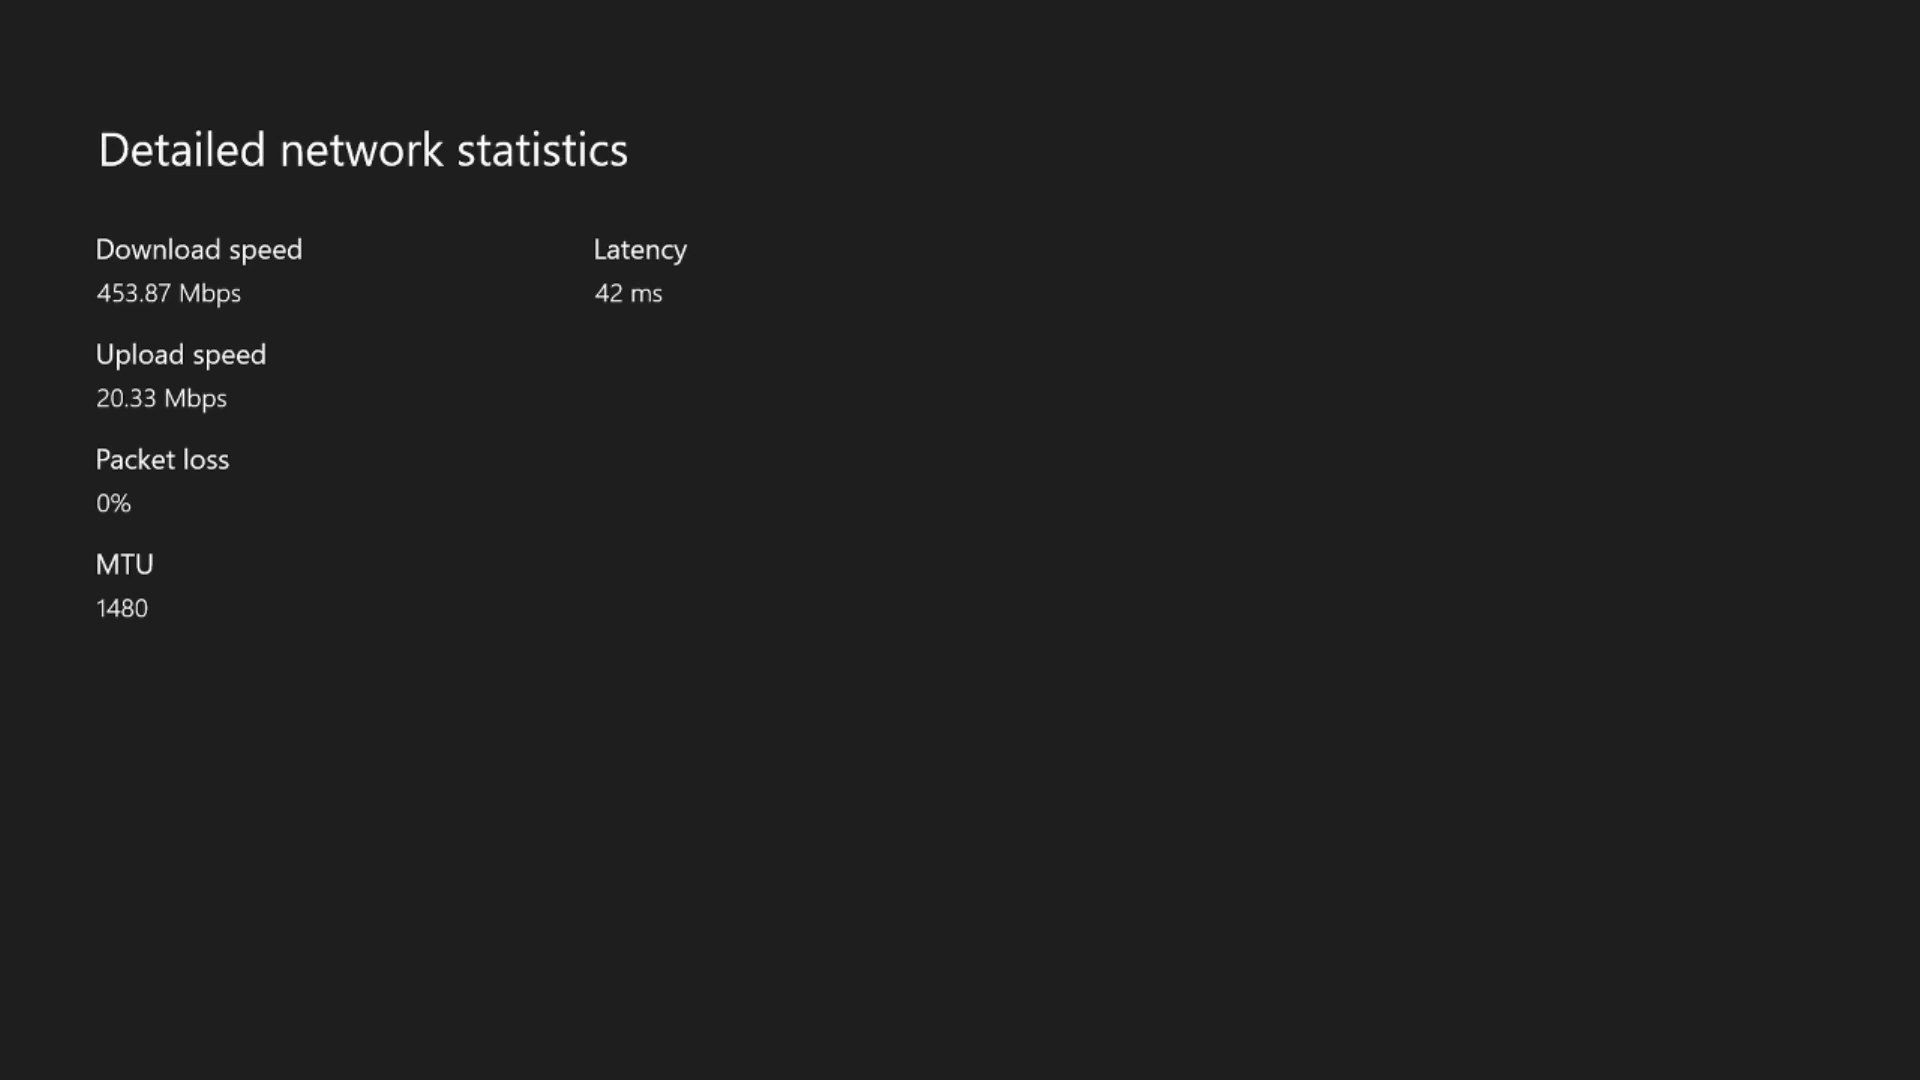 Detailed network statistics
Download speed
453.87 Mbps
Upload speed
20.33 Mbps
Packet loss
0%
MTU
1480
Latency
42 ms